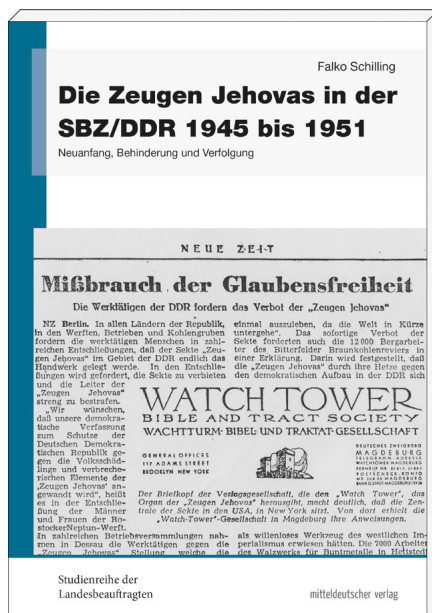 Falko Schilling
Die Zeugen Jehovas in der
SBZ/DDR 1945 bis 1951
Neuanfang, Behinderung und Verfolgung
NEUE ZEIT
Mißbrauch der Glaubensfreiheit
Die Werktätigen der DDR fordern das Verbot der „Zeugen Jehovas"
NZ Berlin. In allen Ländern der Republik,
in den Werften, Betrieben und Kohlengruben
fordern die werktätigen Menschen in zahl-
reichen Entschließungen, daß der Sekte „Zeu-
gen Jehovas" im Gebiet der DDR endlich das
Handwerk gelegt werde. In den Entschlie-
ßungen wird gefordert, die Sekte zu verbieten
und die Leiter der
„Zeugen Jehovas"
streng zu bestrafen.
„Wir wünschen,
daß unsere demokra-
tische Verfassung
zum Schutze der
Deutschen Demokra-
tischen Republik ge-
gen die Volksschäd-
linge und verbreche-
rischen Elemente der
„Zeugen Jehovas' an-
gewandt wird", heißt
es in der Entschlie-
ßung der Männer
und Frauen der Ro-
stocker Neptun-Werft.
In zahlreichen Betriebsversammlungen nah-
men in Dessau die Werktätigen gegen die
„Zeugen Jehovas" Stellung, welche die
einmal auszuleben, da die Welt in Kürze
untergehe". Das sofortige Verbot der
Sekte forderten auch die 12 000 Bergarbei-
ter des Bitterfelder Braunkohlenreviers in
einer Erklärung. Darin wird festgestellt, daß
die „Zeugen Jehovas" durch ihre Hetze gegen
den demokratischen Aufbau in der DDR sich
WATCH TOWER
BIBLE AND TRACT SOCIETY
WACHTTURM· BIBEL UND TRAKTAT· GESELLSCHAFT
GENERAL OFFICES
117 ADAMS STREET
BROOKLYN NEW YORK
DEUTSCHES ZWEIGBÜRO
MAGDEBURG
TELEGRAMM-ADRESSE
WATCHTOWER MAGDEBURG
Der Briefkopf der Verlagsgesellschaft, die den „Watch Tower", das
Organ der „Zeugen Jehovas" herausgibt, macht deutlich, daß die Zen-
trale der Sekte in den USA, in New York sitzt. Von dort erhielt die
„Watch-Tower"-Gesellschaft in Magdeburg ihre Anweisungen.
als willenloses Werkzeug des westlichen Im-
perialismus erwiesen hätten. Die 7000 Arbeiter
des Walzwerks für Buntmetalle in Hettstedt
Studienreihe der
Landesbeauftragten
mitteldeutscher verlag